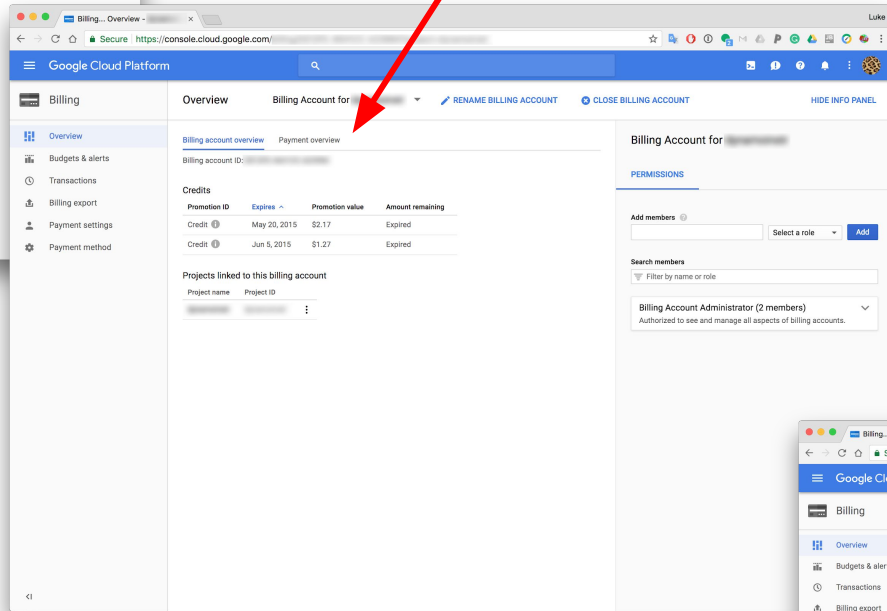 Billing... Overview -
Luke
Secure https://console.cloud.google.com/
Google Cloud Platform
Billing
Overview
Billing Account for
RENAME BILLING ACCOUNT
CLOSE BILLING ACCOUNT
HIDE INFO PANEL
Overview
Budgets & alerts
Transactions
Billing export
Payment settings
Payment method
Billing account overview
Payment overview
Billing account ID:
Credits
Promotion ID Expires Promotion value Amount remaining
Credit May 20, 2015 $2.17 Expired
Credit Jun 5, 2015 $1.27 Expired
Projects linked to this billing account
Project name Project ID
Billing Account for
PERMISSIONS
Add members
Select a role
Add
Search members
Filter by name or role
Billing Account Administrator (2 members)
Authorized to see and manage all aspects of billing accounts.
Billing..
S
Google Clo
Billing
Overview
Budgets & aler
Transactions
Billing export